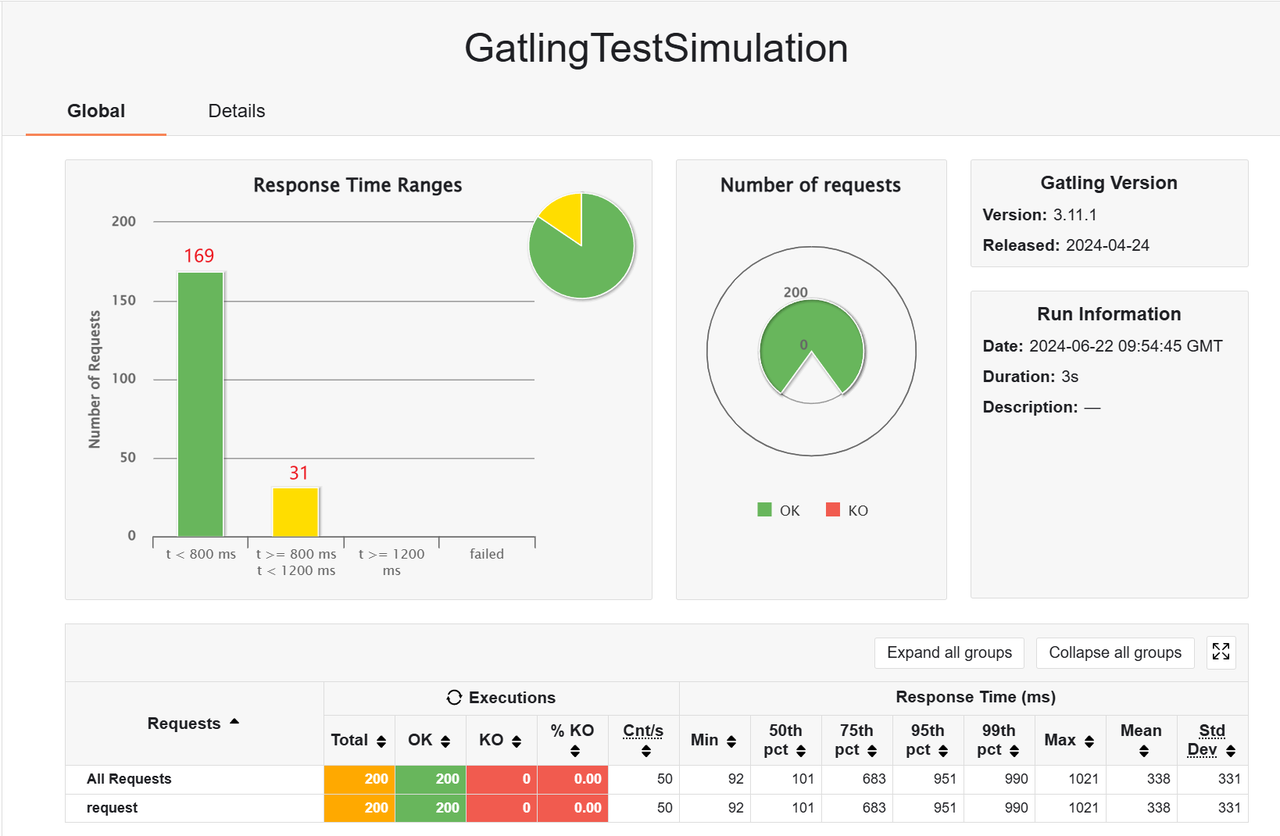 GatlingTestSimulation
Global
Details
Response Time Ranges
Number of Requests
200
150
100
50
0
169
31
t < 800 ms
t >= 800 ms
t < 1200 ms
t >= 1200
ms
failed
Number of requests
200
0
OK
KO
Gatling Version
Version: 3.11.1
Released: 2024-04-24
Run Information
Date: 2024-06-22 09:54:45 GMT
Duration: 3s
Description: —
Expand all groups
Collapse all groups
Requests
Executions
Response Time (ms)
Total
OK
KO
% KO
Cnt/s
Min
50th
pct
75th
pct
95th
pct
99th
pct
Max
Mean
Std
Dev
All Requests 200 200 0 0.00 50 92 101 683 951 990 1021 338 331
request 200 200 0 0.00 50 92 101 683 951 990 1021 338 331